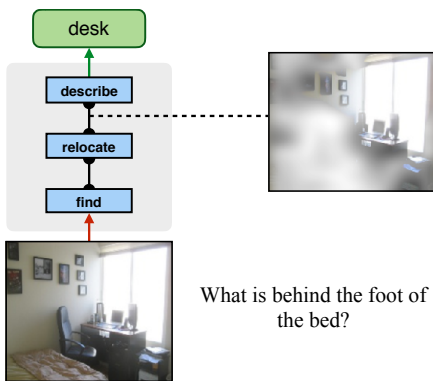 desk
describe
relocate
find
What is behind the foot of
the bed?